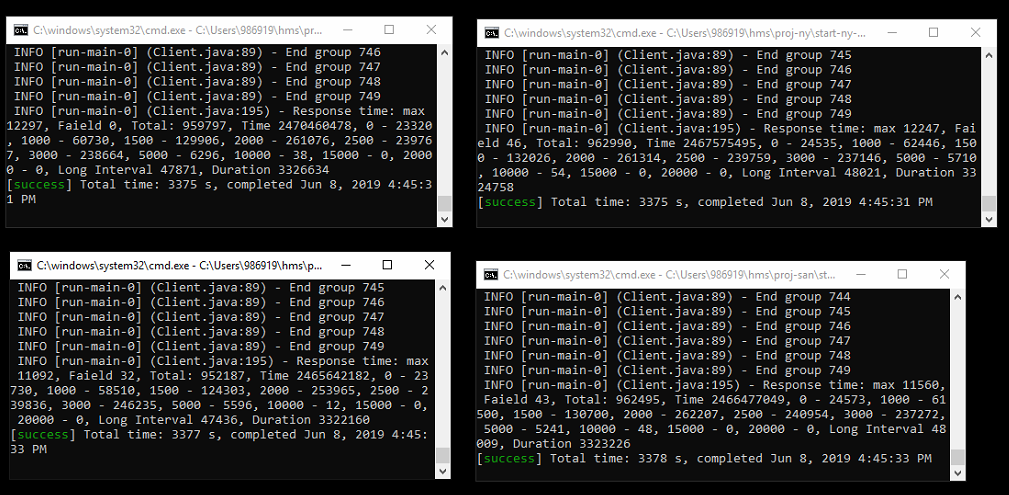 C:\windows\system32\cmd.exe - C:\Users\986919\hms\pr...
INFO [run-main-0] (Client.java:89) - End group 746
INFO [run-main-0] (Client.java:89) - End group 747
INFO [run-main-0] (Client.java:89) - End group 748
INFO [run-main-0] (Client.java:89) - End group 749
INFO [run-main-0] (Client.java:195) - Response time: max
12297, Faield 0, Total: 959797, Time 2470460478, 0 - 23320
, 1000 - 60730, 1500 - 129906, 2000 - 261076, 2500 - 23976
7, 3000 - 238664, 5000 - 6296, 10000 - 38, 15000 - 0, 2000
0 - 0, Long Interval 47871, Duration 3326634
[success] Total time: 3375 s, completed Jun 8, 2019 4:45:3
1 PM
C:\windows\system32\cmd.exe - C:\Users\986919\hms\proj-ny\start-ny-...
INFO [run-main-0] (Client.java:89) - End group 745
INFO [run-main-0] (Client.java:89) - End group 746
INFO [run-main-0] (Client.java:89) - End group 747
INFO [run-main-0] (Client.java:89) - End group 748
INFO [run-main-0] (Client.java:89) - End group 749
INFO [run-main-0] (Client.java:195) - Response time: max 12247, Fai
eld 46, Total: 962990, Time 2467575495, 0 - 24535, 1000 - 62446, 150
0 - 132026, 2000 - 261314, 2500 - 239759, 3000 - 237146, 5000 - 5710
, 10000 - 54, 15000 - 0, 20000 - 0, Long Interval 48021, Duration 33
24758
[success] Total time: 3375 s, completed Jun 8, 2019 4:45:31 PM
C:\windows\system32\cmd.exe - C:\Users\986919\hms\p...
INFO [run-main-0] (Client.java:89) - End group 745
INFO [run-main-0] (Client.java:89) - End group 746
INFO [run-main-0] (Client.java:89) - End group 747
INFO [run-main-0] (Client.java:89) - End group 748
INFO [run-main-0] (Client.java:89) - End group 749
INFO [run-main-0] (Client.java:195) - Response time: max
11092, Faield 32, Total: 952187, Time 2465642182, 0 - 23
730, 1000 - 58510, 1500 - 124303, 2000 - 253965, 2500 - 2
39836, 3000 - 246235, 5000 - 5596, 10000 - 12, 15000 - 0,
20000 - 0, Long Interval 47436, Duration 3322160
[success] Total time: 3377 s, completed Jun 8, 2019 4:45:
33 PM
C:\windows\system32\cmd.exe - C:\Users\986919\hms\proj-san\st...
INFO [run-main-0] (Client.java:89) - End group 744
INFO [run-main-0] (Client.java:89) - End group 745
INFO [run-main-0] (Client.java:89) - End group 746
INFO [run-main-0] (Client.java:89) - End group 747
INFO [run-main-0] (Client.java:89) - End group 748
INFO [run-main-0] (Client.java:89) - End group 749
INFO [run-main-0] (Client.java:195) - Response time: max 11560,
Faield 43, Total: 962495, Time 2466477049, 0 - 24573, 1000 - 61
500, 1500 - 130700, 2000 - 262207, 2500 - 240954, 3000 - 237272,
5000 - 5241, 10000 - 48, 15000 - 0, 20000 - 0, Long Interval 48
009, Duration 3323226
[success] Total time: 3378 s, completed Jun 8, 2019 4:45:33 PM